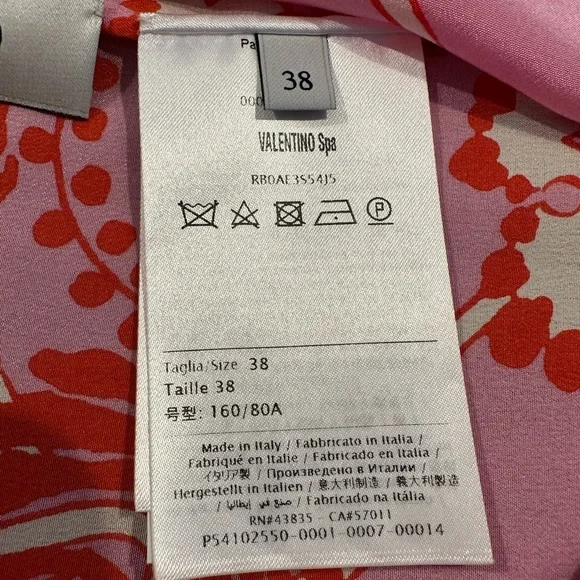 Pa
38
000
VALENTINO Spa
RB0AE3S54J5
P
Taglia/Size 38
Taille 38
号型: 160/80A
Made in Italy / Fabbricato in Italia /
Fabriqué en Italie / Fabricado en Italia /
イタリア製 / Произведено в Италии /
Hergestellt in Italien / 意大利制造 / 義大利製造
/ صنع في إيطاليا / Fabricado na Itália
RN#43835 - CA#57011
P54102550-0001-0007-00014